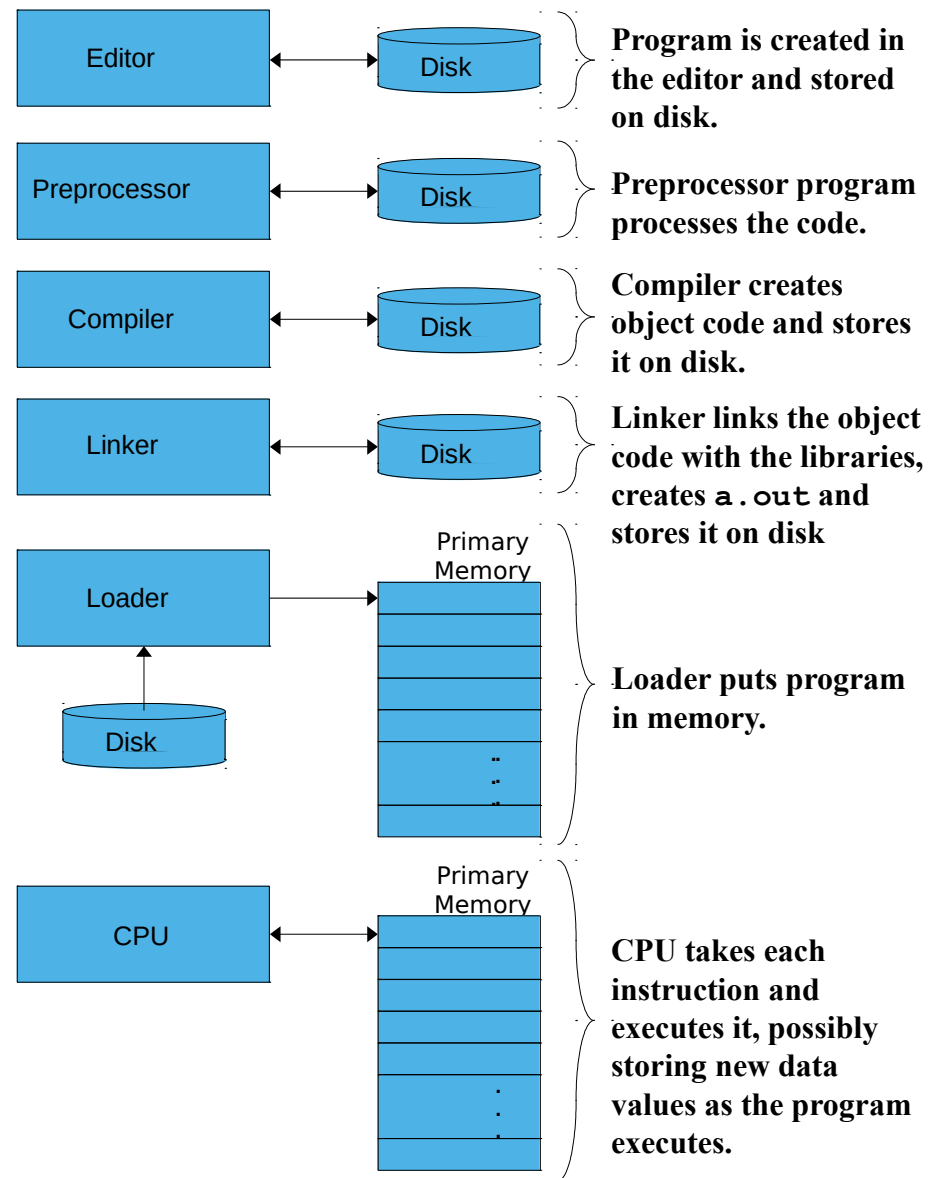 Editor
Disk
Program is created in
the editor and stored
on disk.
Preprocessor
Disk
Preprocessor program
processes the code.
Compiler
Disk
Compiler creates
object code and stores
it on disk.
Linker
Disk
Linker links the object
code with the libraries,
creates a.out and
stores it on disk
Loader
Disk
Primary
Memory
Loader puts program
in memory.
CPU
Primary
Memory
CPU takes each
instruction and
executes it, possibly
storing new data
values as the program
executes.